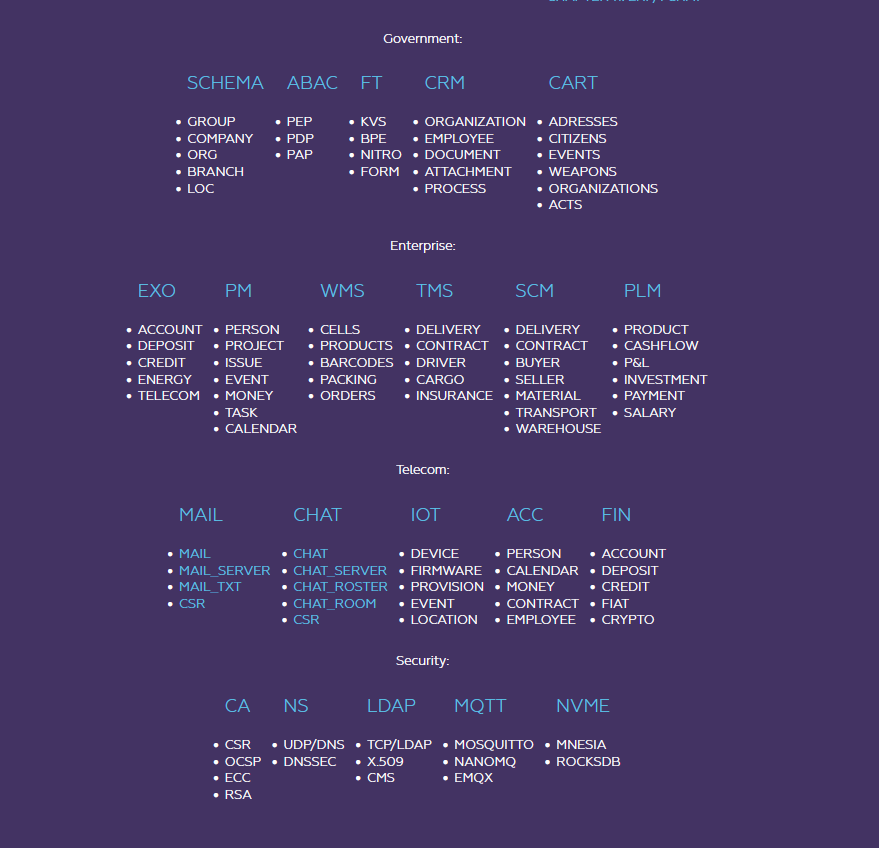 Government:
SCHEMA
GROUP
COMPANY
ORG
BRANCH
LOC
ABAC
PEP
PDP
PAP
FT
KVS
BPE
NITRO
FORM
CRM
ORGANIZATION
EMPLOYEE
DOCUMENT
ATTACHMENT
PROCESS
CART
ADRESSES
CITIZENS
EVENTS
WEAPONS
ORGANIZATIONS
ACTS
Enterprise:
EXO
ACCOUNT
DEPOSIT
CREDIT
ENERGY
TELECOM
PM
PERSON
PROJECT
ISSUE
EVENT
MONEY
TASK
CALENDAR
WMS
CELLS
PRODUCTS
BARCODES
PACKING
ORDERS
TMS
DELIVERY
CONTRACT
DRIVER
CARGO
INSURANCE
SCM
DELIVERY
CONTRACT
BUYER
SELLER
MATERIAL
TRANSPORT
WAREHOUSE
PLM
PRODUCT
CASHFLOW
P&L
INVESTMENT
PAYMENT
SALARY
Telecom:
MAIL
MAIL
MAIL_SERVER
MAIL_TXT
CSR
CHAT
CHAT
CHAT_SERVER
CHAT_ROSTER
CHAT_ROOM
CSR
IOT
DEVICE
FIRMWARE
PROVISION
EVENT
LOCATION
ACC
PERSON
CALENDAR
MONEY
CONTRACT
EMPLOYEE
FIN
ACCOUNT
DEPOSIT
CREDIT
FIAT
CRYPTO
Security:
CA
CSR
OCSP
ECC
RSA
NS
UDP/DNS
DNSSEC
LDAP
TCP/LDAP
X.509
CMS
MQTT
MOSQUITTO
NANOMQ
EMQX
NVME
MNESIA
ROCKSDB